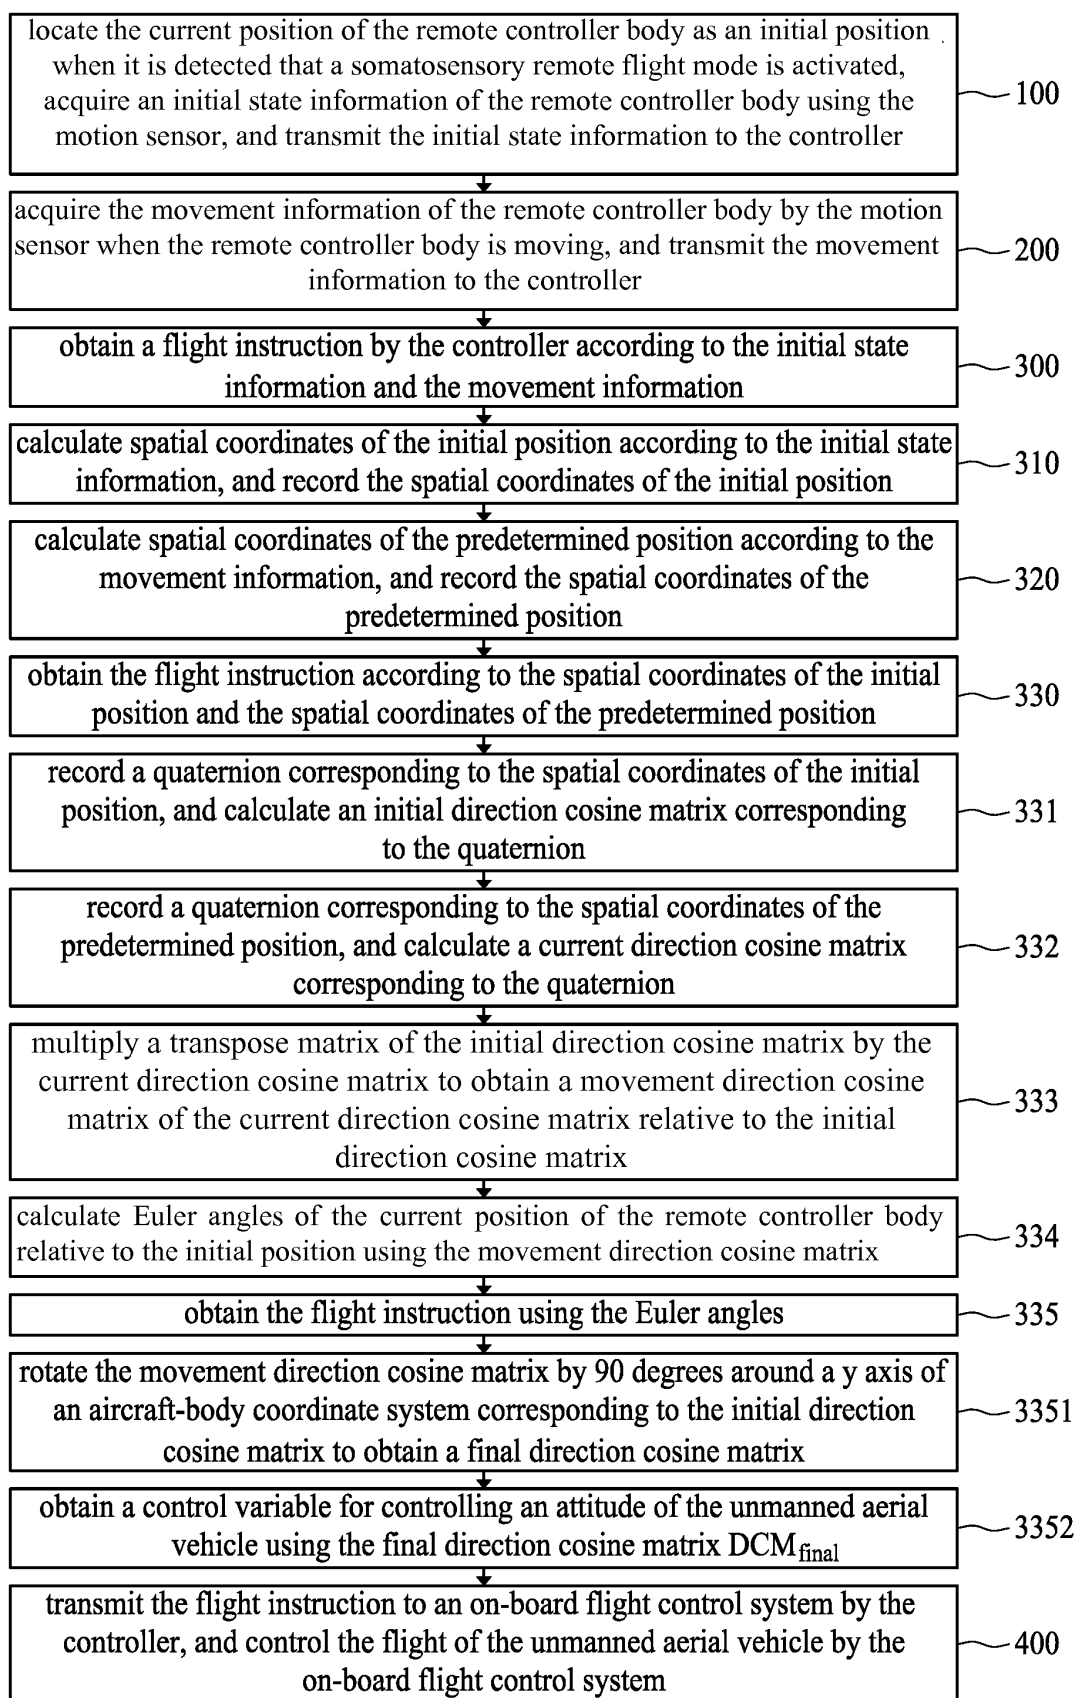 locate the current position of the remote controller body as an initial position
when it is detected that a somatosensory remote flight mode is activated,
acquire an initial state information of the remote controller body using the
motion sensor, and transmit the initial state information to the controller
100
acquire the movement information of the remote controller body by the motion
sensor when the remote controller body is moving, and transmit the movement
information to the controller
200
obtain a flight instruction by the controller according to the initial state
information and the movement information
300
calculate spatial coordinates of the initial position according to the initial state
information, and record the spatial coordinates of the initial position
310
calculate spatial coordinates of the predetermined position according to the
movement information, and record the spatial coordinates of the
predetermined position
320
obtain the flight instruction according to the spatial coordinates of the initial
position and the spatial coordinates of the predetermined position
330
record a quaternion corresponding to the spatial coordinates of the initial
position, and calculate an initial direction cosine matrix corresponding
to the quaternion
331
record a quaternion corresponding to the spatial coordinates of the
predetermined position, and calculate a current direction cosine matrix
corresponding to the quaternion
332
multiply a transpose matrix of the initial direction cosine matrix by the
current direction cosine matrix to obtain a movement direction cosine
matrix of the current direction cosine matrix relative to the initial
direction cosine matrix
333
calculate Euler angles of the current position of the remote controller body
relative to the initial position using the movement direction cosine matrix
334
obtain the flight instruction using the Euler angles
335
rotate the movement direction cosine matrix by 90 degrees around a y axis of
an aircraft-body coordinate system corresponding to the initial direction
cosine matrix to obtain a final direction cosine matrix
3351
obtain a control variable for controlling an attitude of the unmanned aerial
vehicle using the final direction cosine matrix DCMfinal
3352
transmit the flight instruction to an on-board flight control system by the
controller, and control the flight of the unmanned aerial vehicle by the
on-board flight control system
400